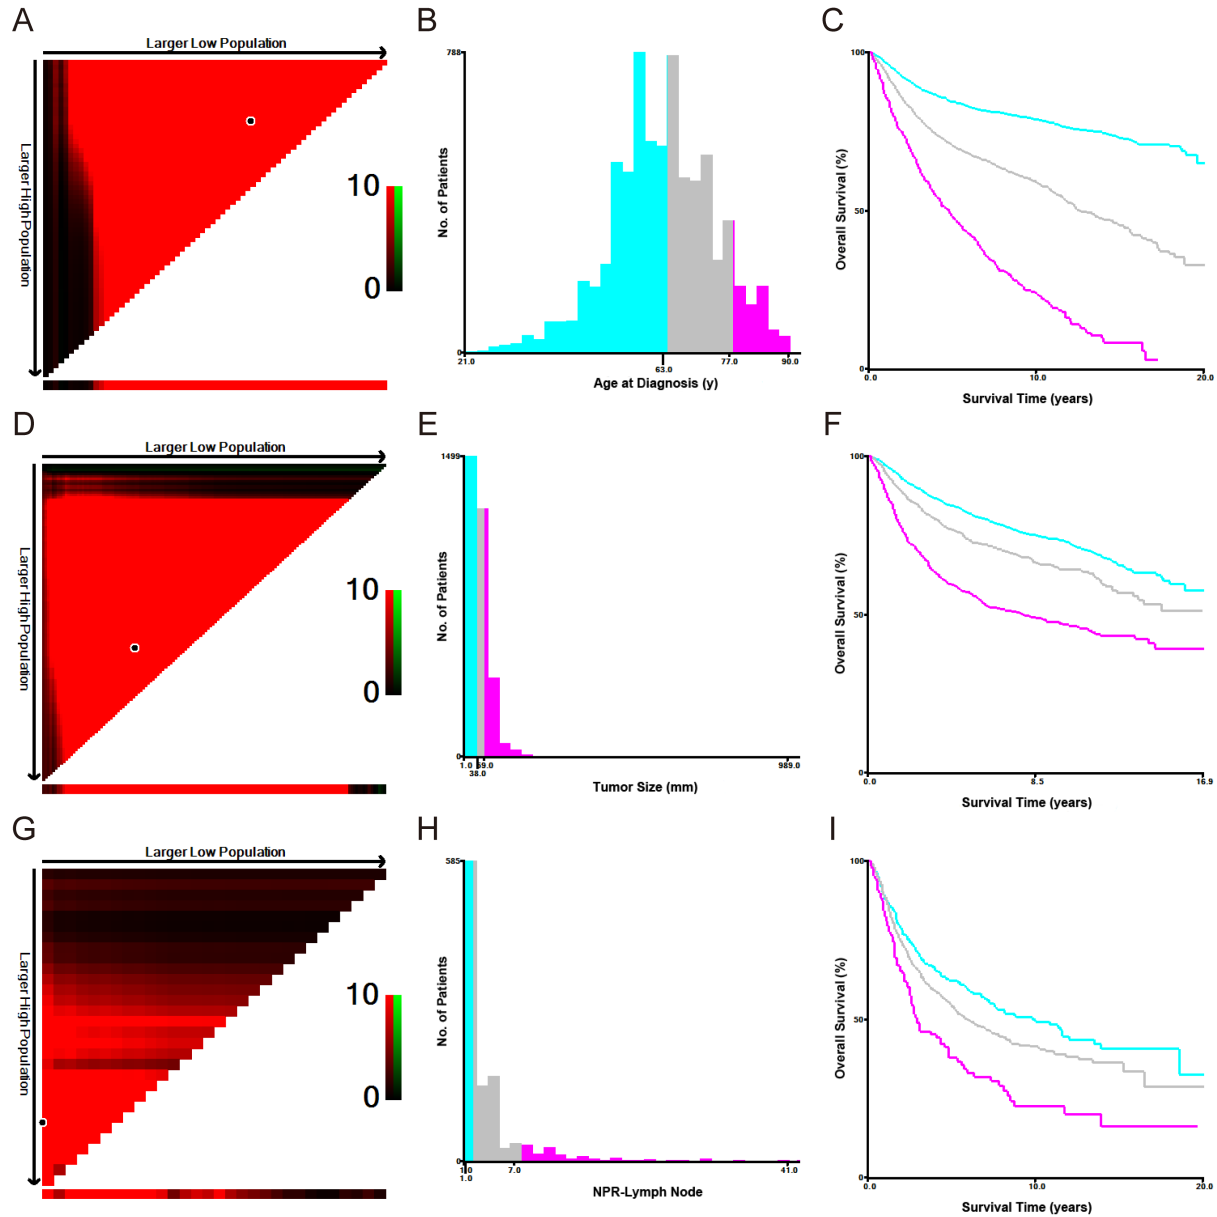 A
Larger Low Population
Larger High Population
10
0
B
788
No. of Patients
0
21.0
63.0
77.0
90.0
Age at Diagnosis (y)
C
100
Overall Survival (%)
50
0
0.0
10.0
20.0
Survival Time (years)
D
Larger Low Population
Larger High Population
10
0
E
1499
No. of Patients
0
1.0
59.0
989.0
38.0
Tumor Size (mm)
F
100
Overall Survival (%)
50
0
0.0
8.5
16.9
Survival Time (years)
G
Larger Low Population
Larger High Population
10
0
H
585
No. of Patients
0
7.0
41.0
1.0
NPR-Lymph Node
I
100
Overall Survival (%)
50
0
0.0
10.0
20.0
Survival Time (years)